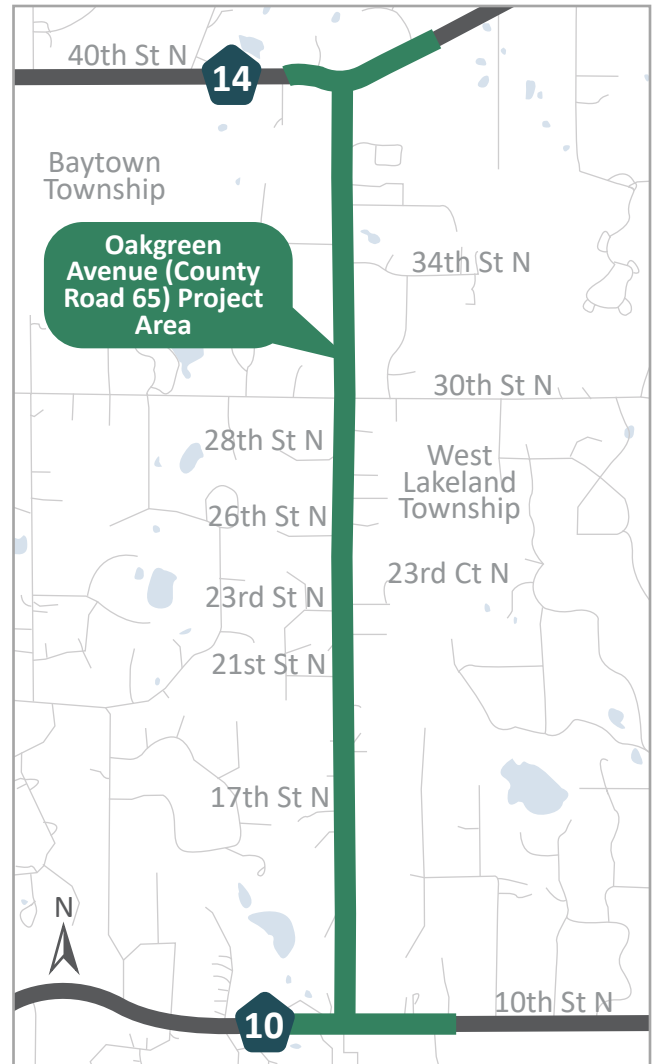 40th St N
14
Baytown
Township
Oakgreen
Avenue (County
Road 65) Project
Area
34th St N
30th St N
28th St N
West
Lakeland
Township
26th St N
23rd Ct N
23rd St N
21st St N
17th St N
N
10th St N
10